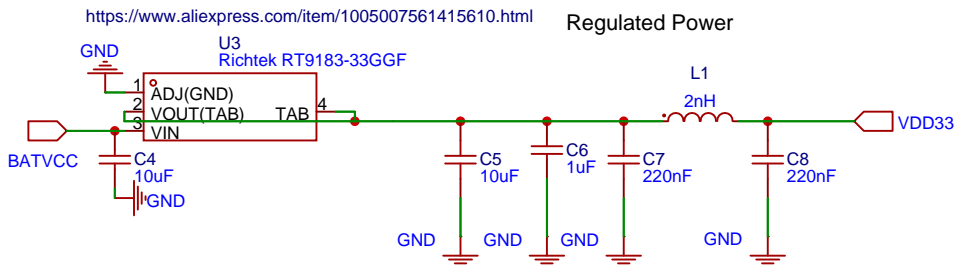 https://www.aliexpress.com/item/1005007561415610.html
Regulated Power
U3
Richtek RT9183-33GGF
GND
1
ADJ(GND)
2
VOUT(TAB)
TAB
4
3
VIN
BATVCC
C4
10uF
GND
C5
10uF
GND
C6
1uF
GND
C7
220nF
GND
L1
2nH
C8
220nF
GND
VDD33